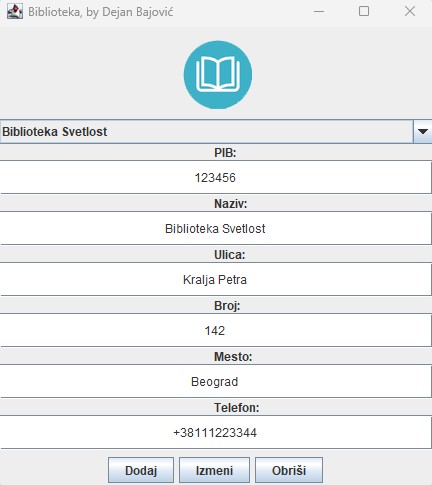 Biblioteka, by Dejan Bajović
Biblioteka Svetlost
PIB:
123456
Naziv:
Biblioteka Svetlost
Ulica:
Kralja Petra
Broj:
142
Mesto:
Beograd
Telefon:
+38111223344
Dodaj Izmeni Obriši